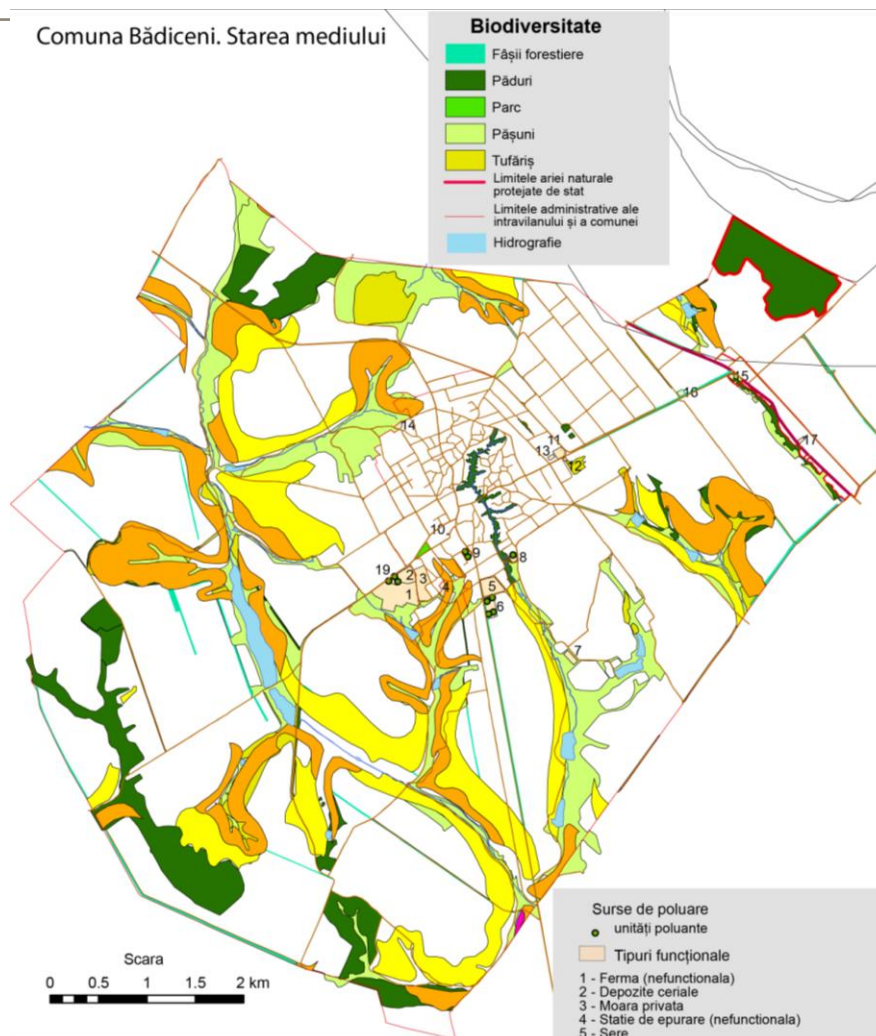 Comuna Bădiceni. Starea mediului
Biodiversitate
Fâșii forestiere
Păduri
Parc
Pășuni
Tufăriș
Limitele ariei naturale
protejate de stat
Limitele administrative ale
intravilanului și a comunei
Hidrografie
15
16
14
11
13
17
12
10
9
8
19
2
3
4
1
5
6
7
Scara
0 0.5 1 1.5 2 km
Surse de poluare
unități poluante
Tipuri funcționale
1 - Ferma (nefunctionala)
2 - Depozite ceriale
3 - Moara privata
4 - Statie de epurare (nefunctionala)
5 - Sere